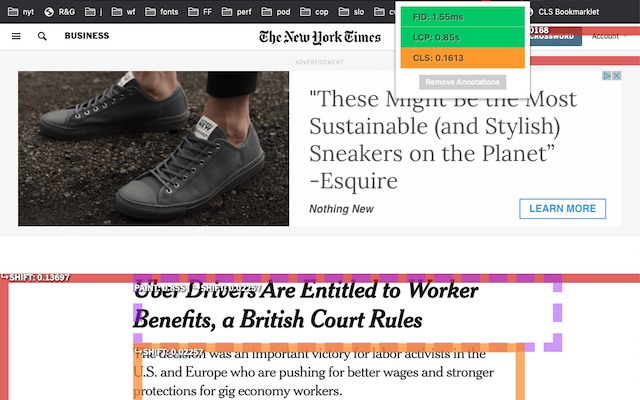 nyt R&G j fonts FF perf pod cop slo CLS Bookmarklet
FID: 1.55ms
LCP: 0.85s
CLS: 0.1613
Remove Annotations
BUSINESS The New York Times Account
ADVERTISEMENT
"These Might Be the Most
Sustainable (and Stylish)
Sneakers on the Planet"
-Esquire
Nothing New
LEARN MORE
SHIFT: 0.13697
PAINT: 0.855 SHIFT: 0.02257
Uber Drivers Are Entitled to Worker
Benefits, a British Court Rules
SHIFT: 0.02257
The decision was an important victory for labor activists in the
U.S. and Europe who are pushing for better wages and stronger
protections for gig economy workers.